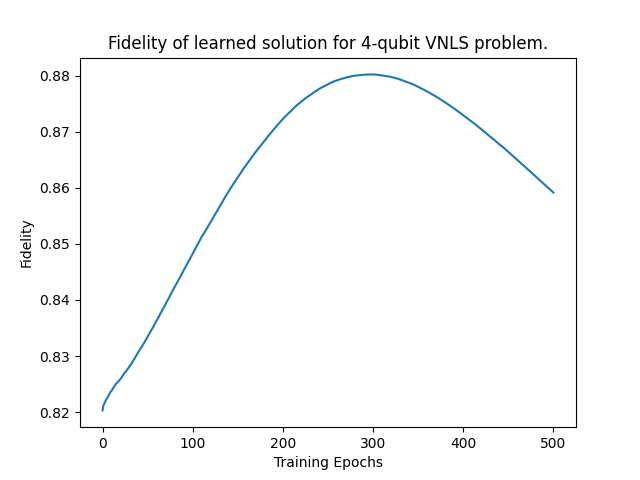 Fidelity of learned solution for 4-qubit VNLS problem.
0.88
0.87
0.86
0.85
0.84
0.83
0.82
Fidelity
0 100 200 300 400 500
Training Epochs